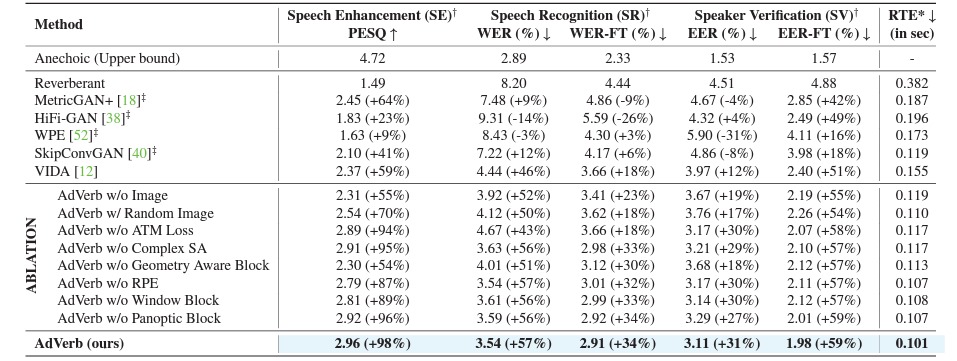 Method Speech Enhancement (SE)† Speech Recognition (SR)† Speaker Verification (SV)† RTE* ↓
PESQ ↑ WER (%) ↓ WER-FT (%) ↓ EER (%) ↓ EER-FT (%) ↓ (in sec)
Anechoic (Upper bound) 4.72 2.89 2.33 1.53 1.57 -
Reverberant 1.49 8.20 4.44 4.51 4.88 0.382
MetricGAN+ [18]‡ 2.45 (+64%) 7.48 (+9%) 4.86 (-9%) 4.67 (-4%) 2.85 (+42%) 0.187
HiFi-GAN [38]‡ 1.83 (+23%) 9.31 (-14%) 5.59 (-26%) 4.32 (+4%) 2.49 (+49%) 0.196
WPE [52]‡ 1.63 (+9%) 8.43 (-3%) 4.30 (+3%) 5.90 (-31%) 4.11 (+16%) 0.173
SkipConvGAN [40]‡ 2.10 (+41%) 7.22 (+12%) 4.17 (+6%) 4.86 (-8%) 3.98 (+18%) 0.119
VIDA [12] 2.37 (+59%) 4.44 (+46%) 3.66 (+18%) 3.97 (+12%) 2.40 (+51%) 0.155
ABLATION
AdVerb w/o Image 2.31 (+55%) 3.92 (+52%) 3.41 (+23%) 3.67 (+19%) 2.19 (+55%) 0.119
AdVerb w/ Random Image 2.54 (+70%) 4.12 (+50%) 3.62 (+18%) 3.76 (+17%) 2.26 (+54%) 0.110
AdVerb w/o ATM Loss 2.89 (+94%) 4.67 (+43%) 3.66 (+18%) 3.17 (+30%) 2.07 (+58%) 0.117
AdVerb w/o Complex SA 2.91 (+95%) 3.63 (+56%) 2.98 (+33%) 3.21 (+29%) 2.10 (+57%) 0.117
AdVerb w/o Geometry Aware Block 2.30 (+54%) 4.01 (+51%) 3.12 (+30%) 3.68 (+18%) 2.12 (+57%) 0.113
AdVerb w/o RPE 2.79 (+87%) 3.54 (+57%) 3.01 (+32%) 3.17 (+30%) 2.11 (+57%) 0.107
AdVerb w/o Window Block 2.81 (+89%) 3.61 (+56%) 2.99 (+33%) 3.14 (+30%) 2.12 (+57%) 0.108
AdVerb w/o Panoptic Block 2.92 (+96%) 3.59 (+56%) 2.92 (+34%) 3.29 (+27%) 2.01 (+59%) 0.107
AdVerb (ours) 2.96 (+98%) 3.54 (+57%) 2.91 (+34%) 3.11 (+31%) 1.98 (+59%) 0.101